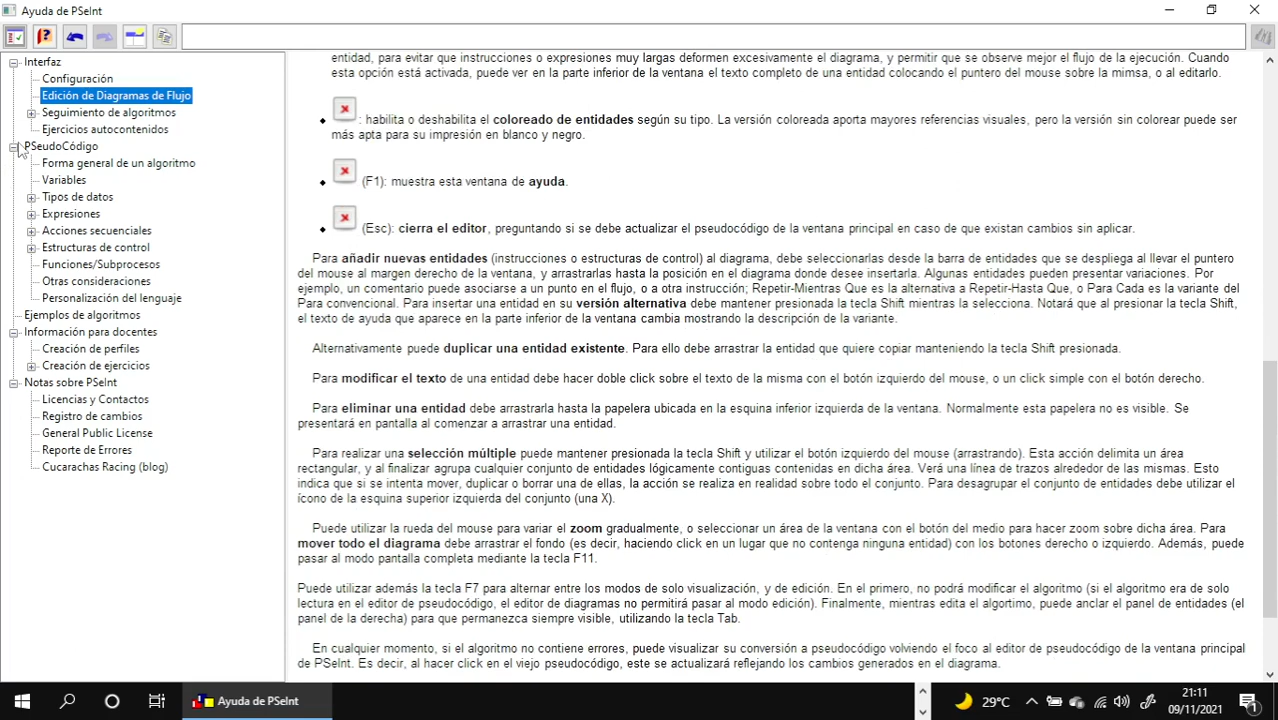 Ayuda de PSeInt
Interfaz
Configuración
Edición de Diagramas de Flujo
Seguimiento de algoritmos
Ejercicios autocontenidos
PSeudoCódigo
Forma general de un algoritmo
Variables
Tipos de datos
Expresiones
Acciones secuenciales
Estructuras de control
Funciones/Subprocesos
Otras consideraciones
Personalización del lenguaje
Ejemplos de algoritmos
Información para docentes
Creación de perfiles
Creación de ejercicios
Notas sobre PSeInt
Licencias y Contactos
Registro de cambios
General Public License
Reporte de Errores
Cucarachas Racing (blog)
entidad, para evitar que instrucciones o expresiones muy largas deformen excesivamente el diagrama, y permitir que se observe mejor el flujo de la ejecución. Cuando
esta opción está activada, puede ver en la parte inferior de la ventana el texto completo de una entidad colocando el puntero del mouse sobre la mimsa, o al editarlo.
: habilita o deshabilita el coloreado de entidades según su tipo. La versión coloreada aporta mayores referencias visuales, pero la versión sin colorear puede ser
más apta para su impresión en blanco y negro.
(F1): muestra esta ventana de ayuda.
(Esc): cierra el editor, preguntando si se debe actualizar el pseudocódigo de la ventana principal en caso de que existan cambios sin aplicar.
Para añadir nuevas entidades (instrucciones o estructuras de control) al diagrama, debe seleccionarlas desde la barra de entidades que se despliega al llevar el puntero
del mouse al margen derecho de la ventana, y arrastrarlas hasta la posición en el diagrama donde desee insertarla. Algunas entidades pueden presentar variaciones. Por
ejemplo, un comentario puede asociarse a un punto en el flujo, o a otra instrucción; Repetir-Mientras Que es la alternativa a Repetir-Hasta Que, o Para Cada es la variante del
Para convencional. Para insertar una entidad en su versión alternativa debe mantener presionada la tecla Shift mientras la selecciona. Notará que al presionar la tecla Shift,
el texto de ayuda que aparece en la parte inferior de la ventana cambia mostrando la descripción de la variante.
Alternativamente puede duplicar una entidad existente. Para ello debe arrastrar la entidad que quiere copiar manteniendo la tecla Shift presionada.
Para modificar el texto de una entidad debe hacer doble click sobre el texto de la misma con el botón izquierdo del mouse, o un click simple con el botón derecho.
Para eliminar una entidad debe arrastrarla hasta la papelera ubicada en la esquina inferior izquierda de la ventana. Normalmente esta papelera no es visible. Se
presentará en pantalla al comenzar a arrastrar una entidad.
Para realizar una selección múltiple puede mantener presionada la tecla Shift y utilizar el botón izquierdo del mouse (arrastrando). Esta acción delimita un área
rectangular, y al finalizar agrupa cualquier conjunto de entidades lógicamente contiguas contenidas en dicha área. Verá una línea de trazos alrededor de las mismas. Esto
indica que si se intenta mover, duplicar o borrar una de ellas, la acción se realiza en realidad sobre todo el conjunto. Para desagrupar el conjunto de entidades debe utilizar el
ícono de la esquina superior izquierda del conjunto (una X).
Puede utilizar la rueda del mouse para variar el zoom gradualmente, o seleccionar un área de la ventana con el botón del medio para hacer zoom sobre dicha área. Para
mover todo el diagrama debe arrastrar el fondo (es decir, haciendo click en un lugar que no contenga ninguna entidad) con los botones derecho o izquierdo. Además, puede
pasar al modo pantalla completa mediante la tecla F11.
Puede utilizar además la tecla F7 para alternar entre los modos de solo visualización, y de edición. En el primero, no podrá modificar el algoritmo (si el algoritmo era de solo
lectura en el editor de pseudocódigo, el editor de diagramas no permitirá pasar al modo edición). Finalmente, mientras edita el algortimo, puede anclar el panel de entidades (el
panel de la derecha) para que permanezca siempre visible, utilizando la tecla Tab.
En cualquier momento, si el algoritmo no contiene errores, puede visualizar su conversión a pseudocódigo volviendo el foco al editor de pseudocódigo de la ventana principal
de PSeInt. Es decir, al hacer click en el viejo pseudocódigo, este se actualizará reflejando los cambios generados en el diagrama.
Ayuda de PSeInt
29°C
21:11
09/11/2021
1